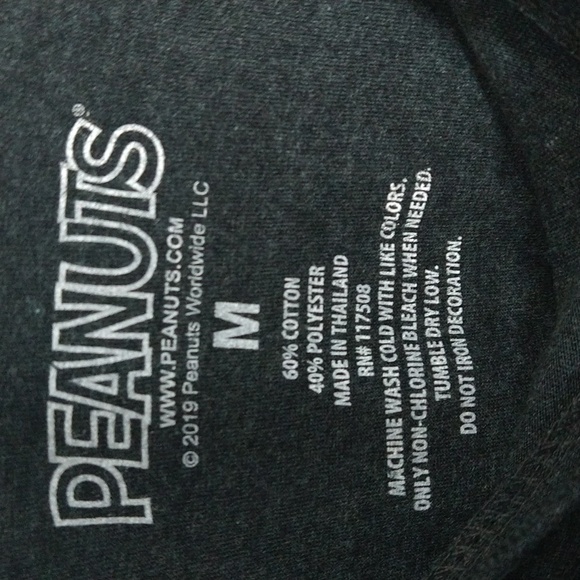 PEANUTS®
WWW.PEANUTS.COM
© 2019 Peanuts Worldwide LLC
M
60% COTTON
40% POLYESTER
MADE IN THAILAND
RN# 117508
MACHINE WASH COLD WITH LIKE COLORS.
ONLY NON-CHLORINE BLEACH WHEN NEEDED.
TUMBLE DRY LOW.
DO NOT IRON DECORATION.